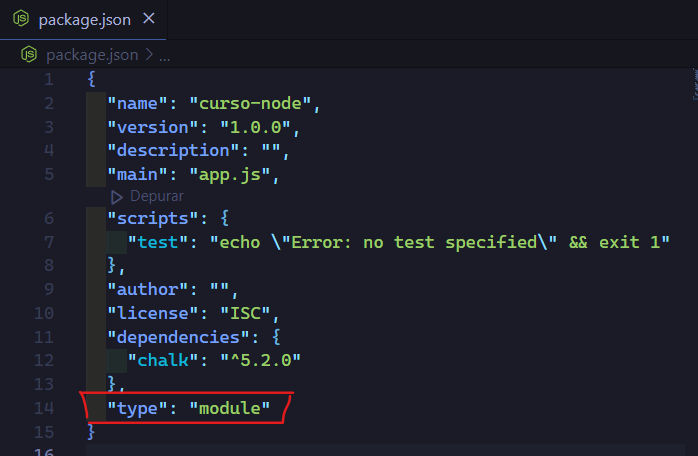 package.json
package.json > ...
1 {
2 "name": "curso-node",
3 "version": "1.0.0",
4 "description": "",
5 "main": "app.js",
Depurar
6 "scripts": {
7 "test": "echo \"Error: no test specified\" && exit 1"
8 },
9 "author": "",
10 "license": "ISC",
11 "dependencies": {
12 "chalk": "^5.2.0"
13 },
14 "type": "module"
15 }
16